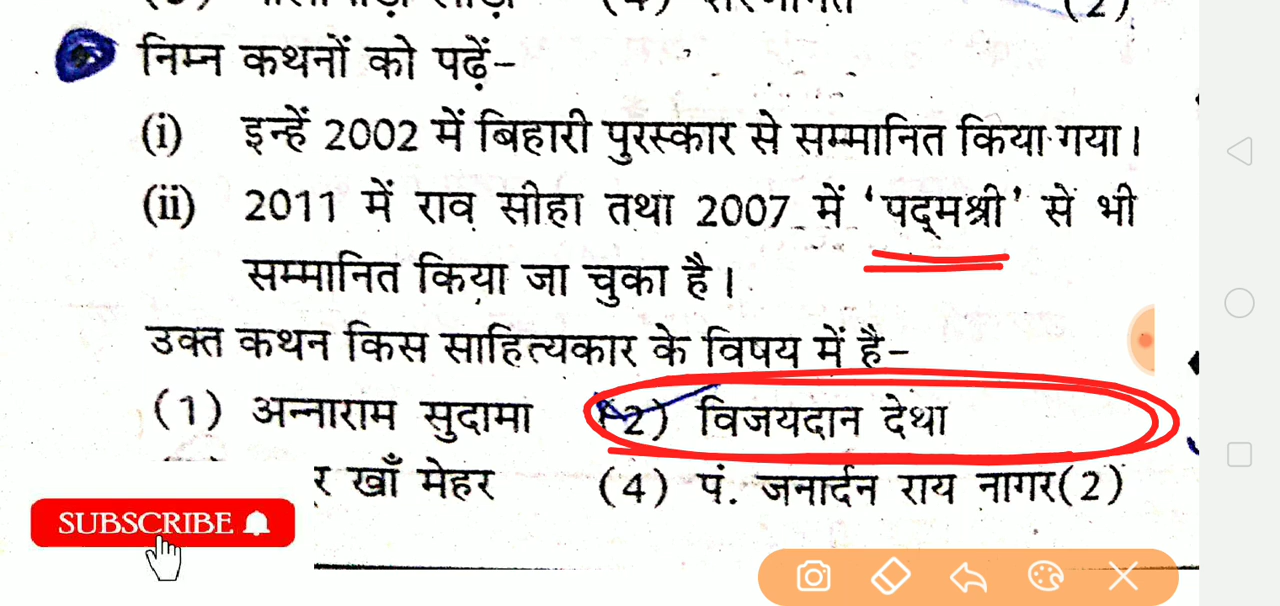 (2)
निम्न कथनों को पढ़ें-
(i) इन्हें 2002 में बिहारी पुरस्कार से सम्मानित किया गया।
(ii) 2011 में राव सीहा तथा 2007 में 'पद्मश्री' से भी
सम्मानित किया जा चुका है।
उक्त कथन किस साहित्यकार के विषय में है-
(1) अन्नाराम सुदामा (2) विजयदान देथा
र खाँ मेहर (4) पं. जनार्दन राय नागर(2)
SUBSCRIBE